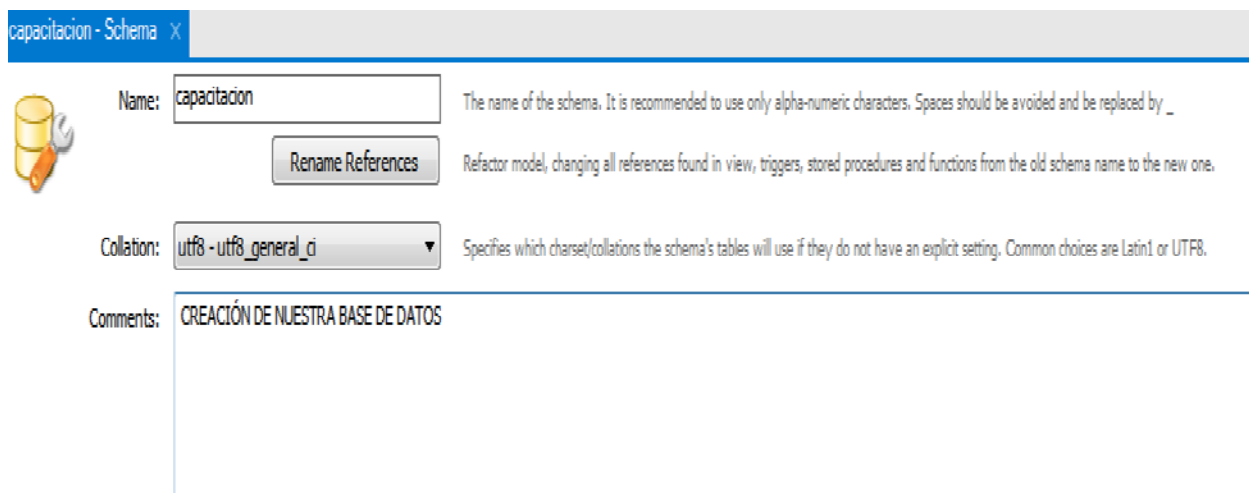 capacitacion - Schema X
Name: capacitacion The name of the schema. It is recommended to use only alpha-numeric characters. Spaces should be avoided and be replaced by _
Rename References Refactor model, changing all references found in view, triggers, stored procedures and functions from the old schema name to the new one.
Collation: utf8 - utf8_general_ci Specifies which charset/collations the schema's tables will use if they do not have an explicit setting. Common choices are Latin1 or UTF8.
Comments: CREACIÓN DE NUESTRA BASE DE DATOS